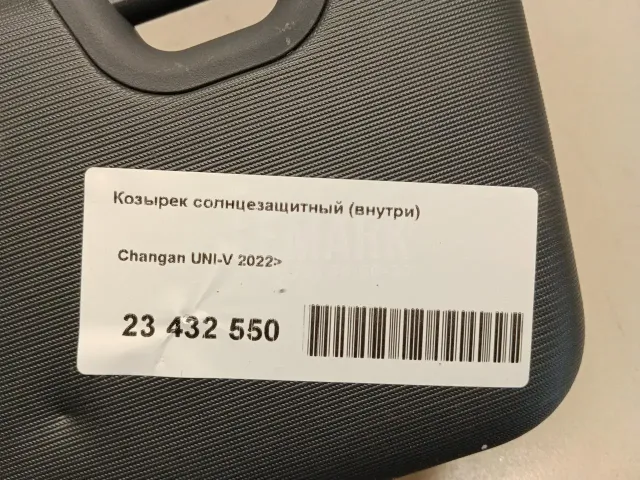 Козырек солнцезащитный (внутри)
Changan UNI-V 2022>
23 432 550